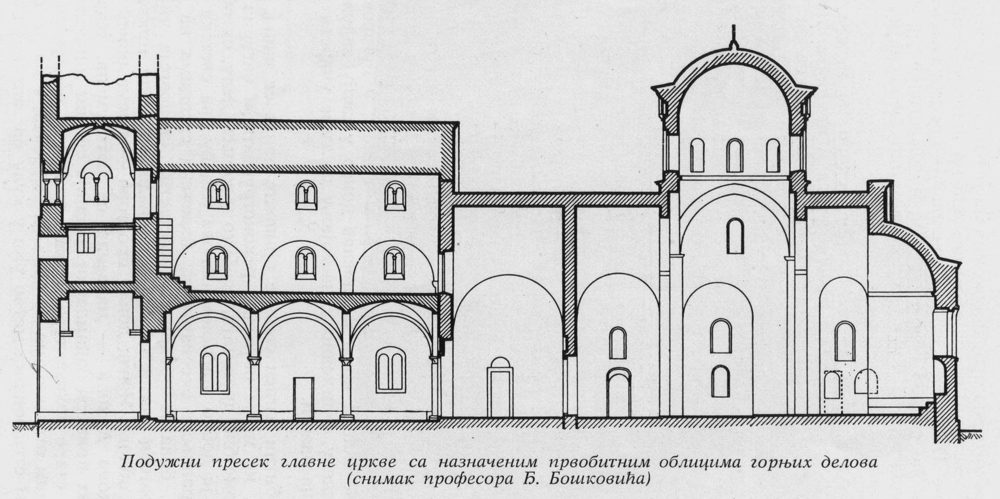 Подужни пресек главне цркве са назначеним првобитним облицима горњих делова
(снимак професора Ђ. Бошковића)